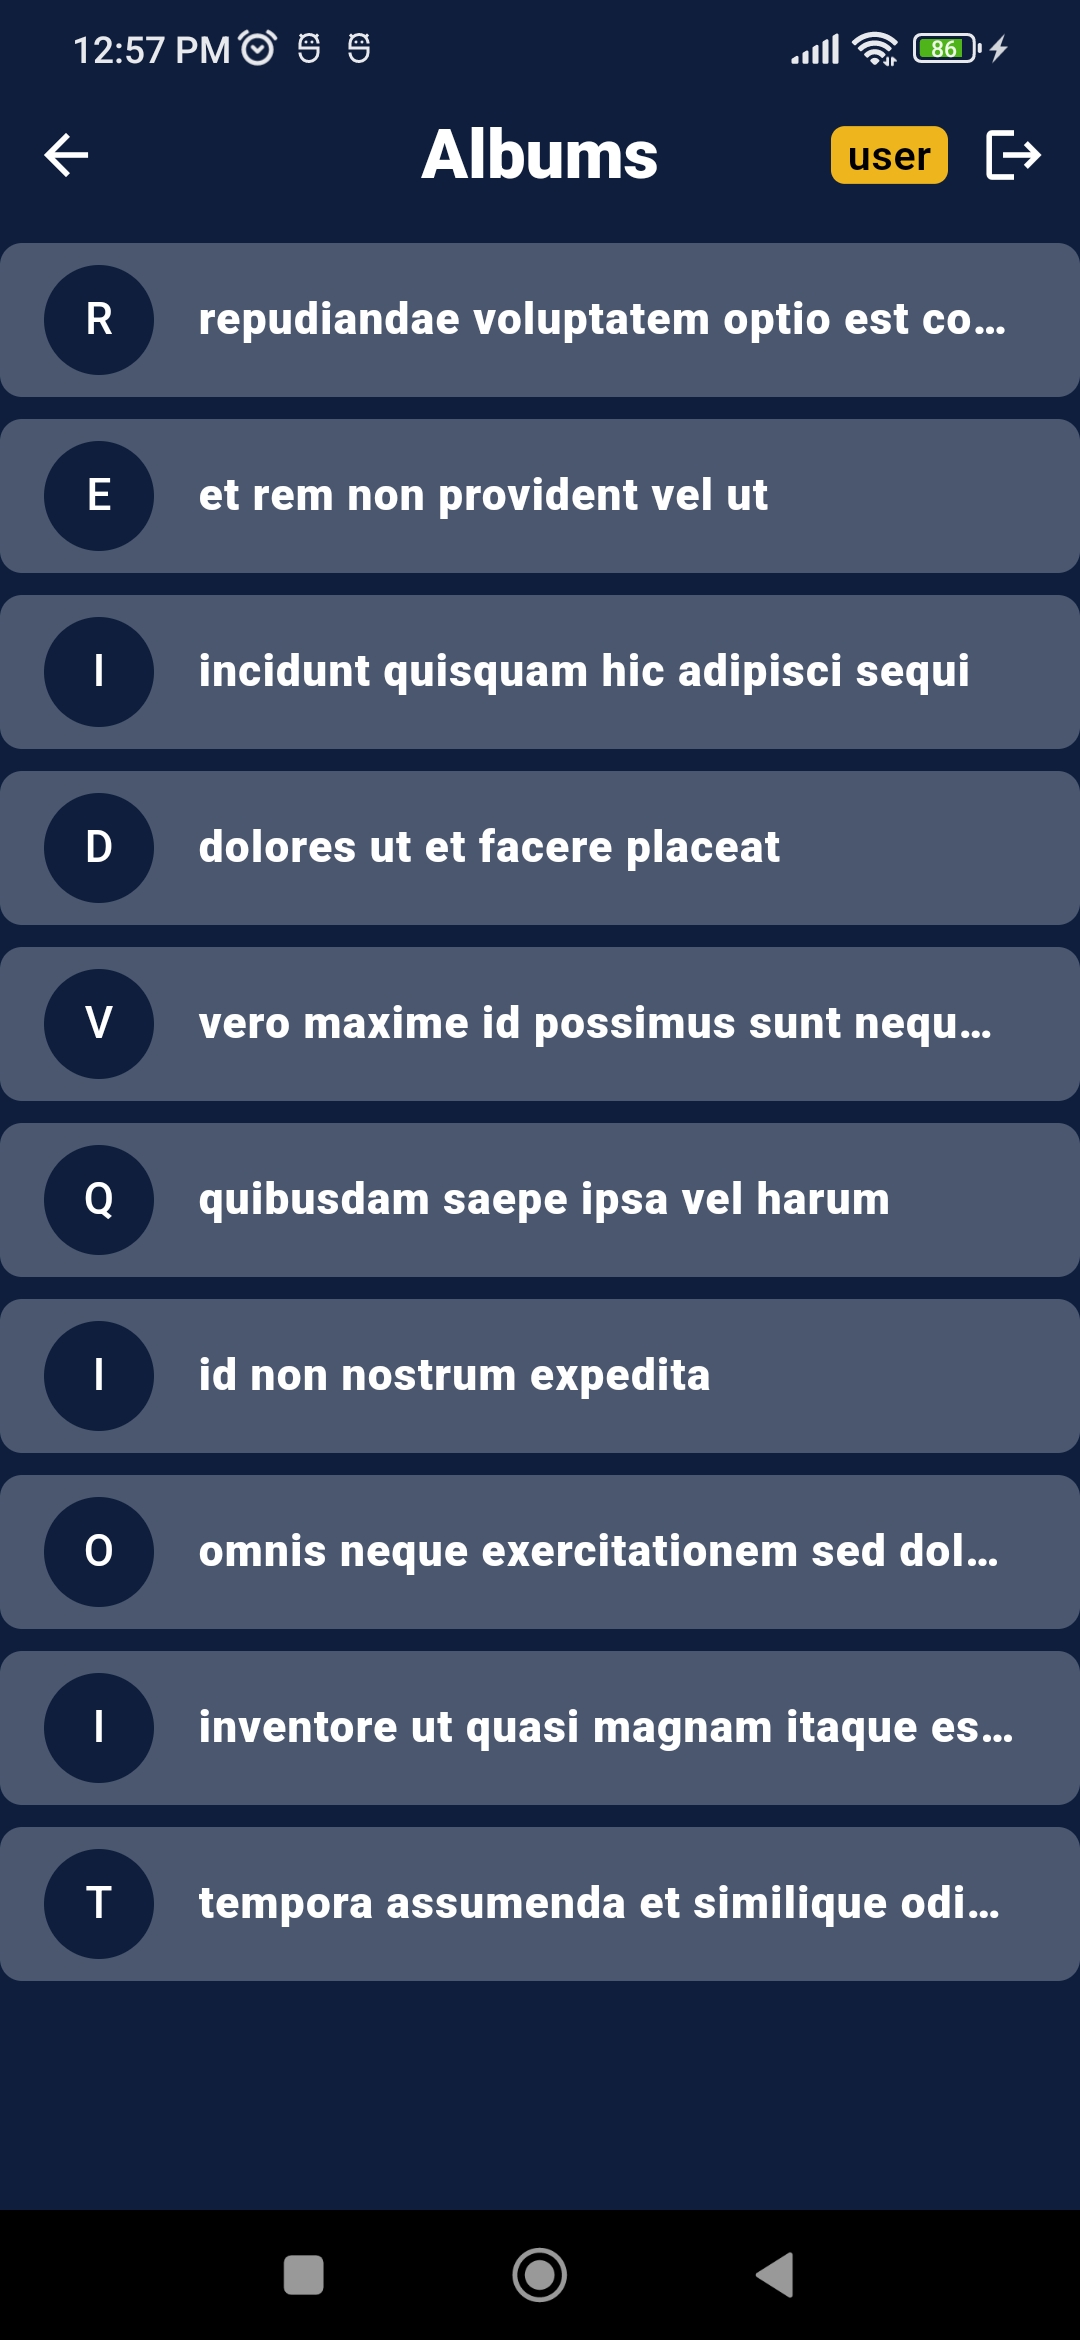 12:57 PM
86
Albums
user
R
repudiandae voluptatem optio est co...
E
et rem non provident vel ut
I
incidunt quisquam hic adipisci sequi
D
dolores ut et facere placeat
V
vero maxime id possimus sunt nequ...
Q
quibusdam saepe ipsa vel harum
I
id non nostrum expedita
O
omnis neque exercitationem sed dol...
I
inventore ut quasi magnam itaque es...
T
tempora assumenda et similique odi...